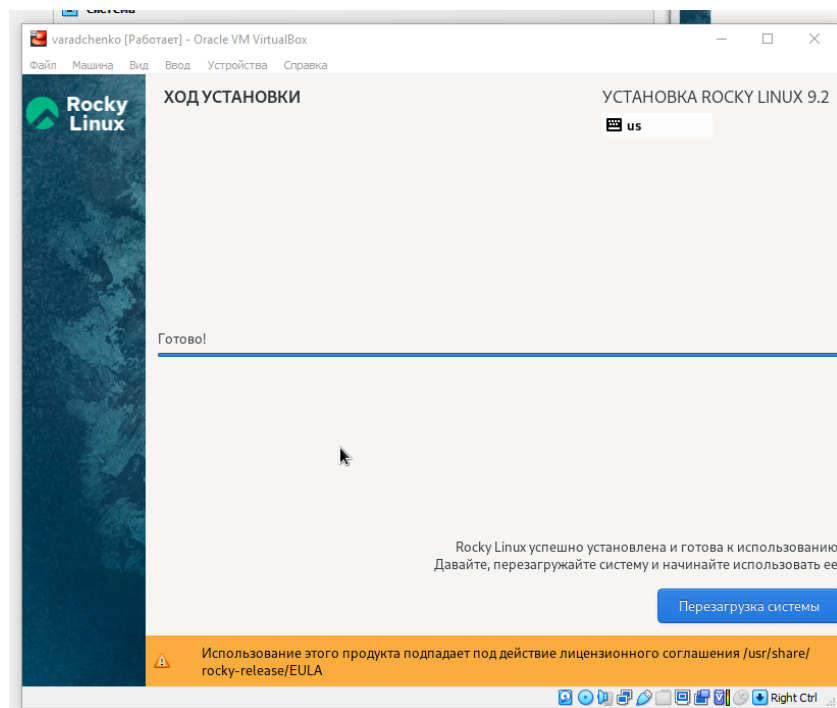 Система
varadchenko [Работает] - Oracle VM VirtualBox
Файл Машина Вид Ввод Устройства Справка
Rocky
Linux
ХОД УСТАНОВКИ
УСТАНОВКА ROCKY LINUX 9.2
us
Готово!
Rocky Linux успешно установлена и готова к использованию
Давайте, перезагружайте систему и начинайте использовать ее
Перезагрузка системы
Использование этого продукта подпадает под действие лицензионного соглашения /usr/share/
rocky-release/EULA
Right Ctrl